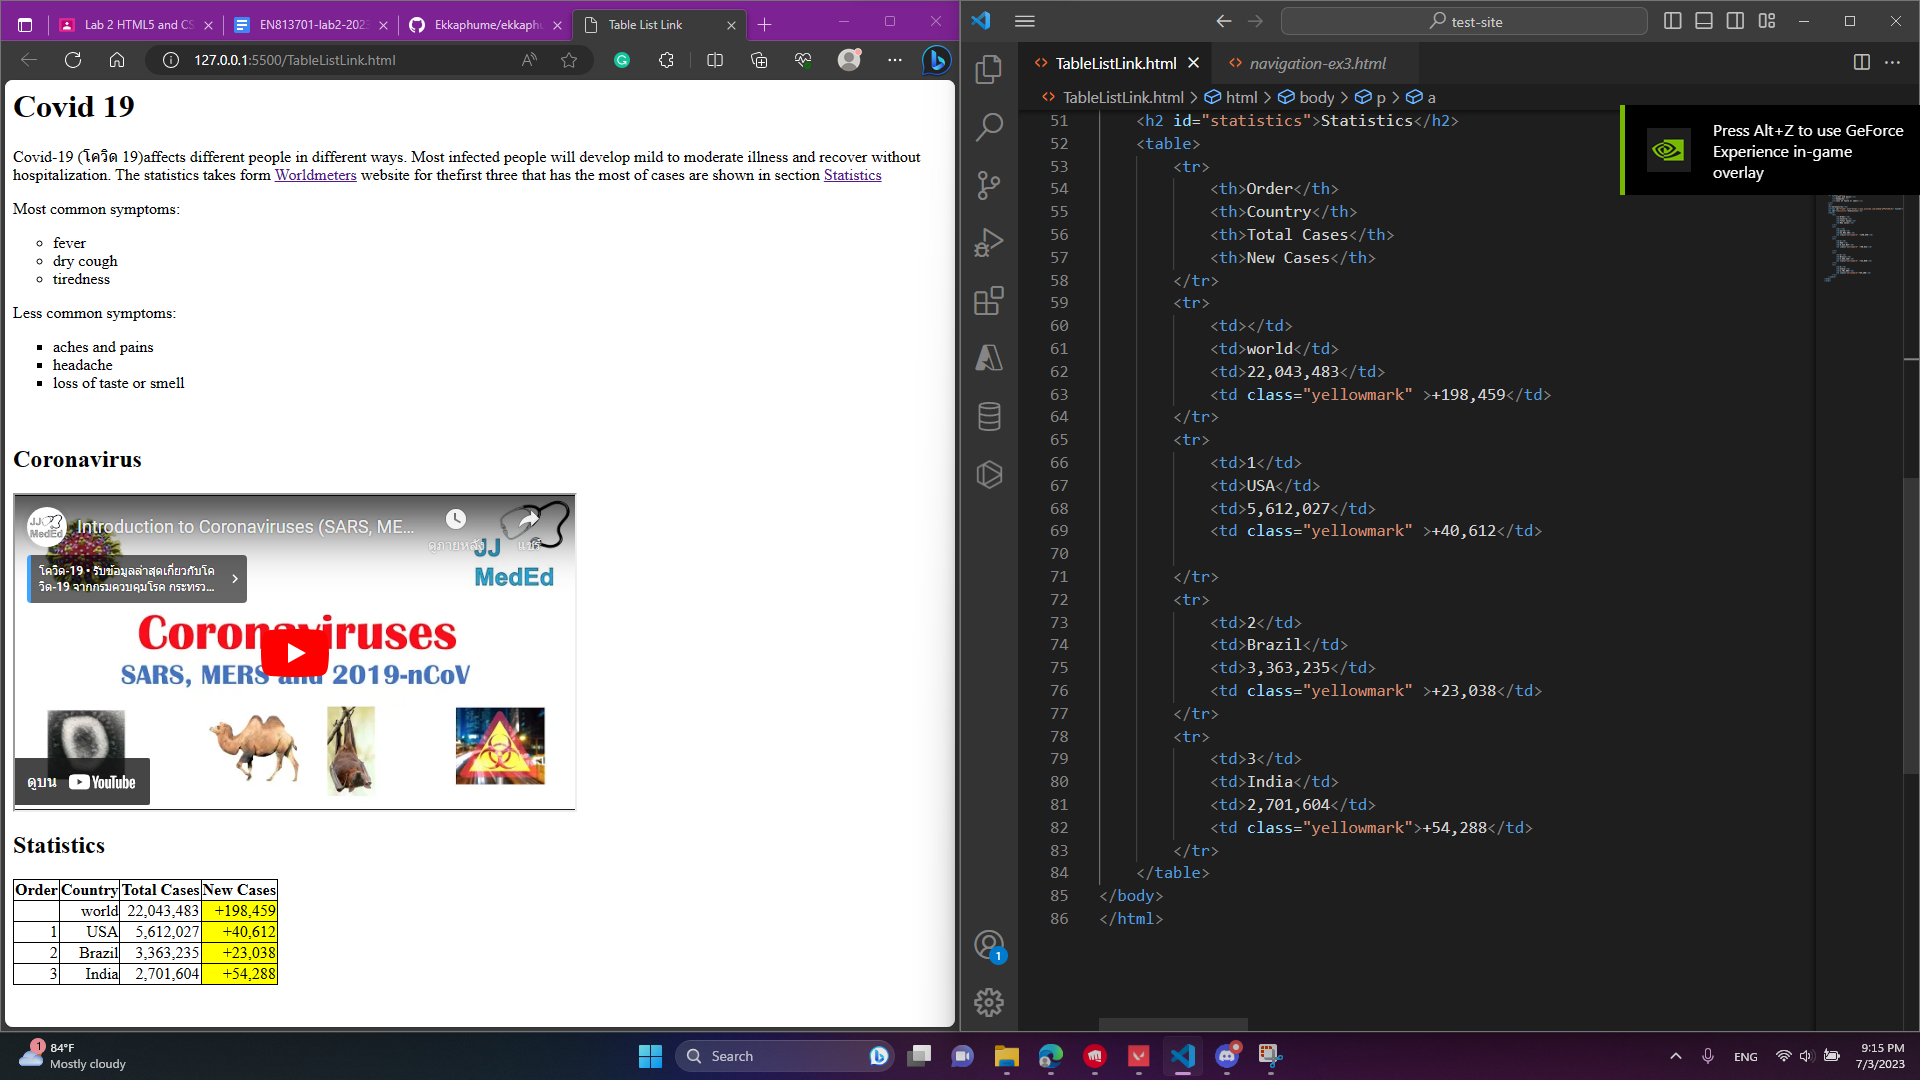 Lab 2 HTML5 and CS
EN813701-lab2-202
Ekkaphume/ekkaph
Table List Link
127.0.0.1:5500/TableListLink.html
Covid 19
Covid-19 (โควิด 19)affects different people in different ways. Most infected people will develop mild to moderate illness and recover without
hospitalization. The statistics takes form Worldmeters website for thefirst three that has the most of cases are shown in section Statistics
Most common symptoms:
fever
dry cough
tiredness
Less common symptoms:
aches and pains
headache
loss of taste or smell
Coronavirus
JJ
MedEd
Introduction to Coronaviruses (SARS, ME...
ดูภายหลัง
แชร์
JJ
MedEd
โควิด-19 • รับข้อมูลล่าสุดเกี่ยวกับโค
วิด-19 จากกรมควบคุมโรค กระทรว...
Coronaviruses
SARS, MERS and 2019-nCoV
ดูบน YouTube
Statistics
Order Country Total Cases New Cases
world 22,043,483 +198,459
1 USA 5,612,027 +40,612
2 Brazil 3,363,235 +23,038
3 India 2,701,604 +54,288
test-site
TableListLink.html
navigation-ex3.html
TableListLink.html > html > body > p > a
Press Alt+Z to use GeForce
Experience in-game
overlay
51 <h2 id="statistics">Statistics</h2>
52 <table>
53 <tr>
54 <th>Order</th>
55 <th>Country</th>
56 <th>Total Cases</th>
57 <th>New Cases</th>
58 </tr>
59 <tr>
60 <td></td>
61 <td>world</td>
62 <td>22,043,483</td>
63 <td class="yellowmark" >+198,459</td>
64 </tr>
65 <tr>
66 <td>1</td>
67 <td>USA</td>
68 <td>5,612,027</td>
69 <td class="yellowmark" >+40,612</td>
70
71 </tr>
72 <tr>
73 <td>2</td>
74 <td>Brazil</td>
75 <td>3,363,235</td>
76 <td class="yellowmark" >+23,038</td>
77 </tr>
78 <tr>
79 <td>3</td>
80 <td>India</td>
81 <td>2,701,604</td>
82 <td class="yellowmark">+54,288</td>
83 </tr>
84 </table>
85 </body>
86 </html>
1
1
84°F
Mostly cloudy
Search
ENG
9:15 PM
7/3/2023